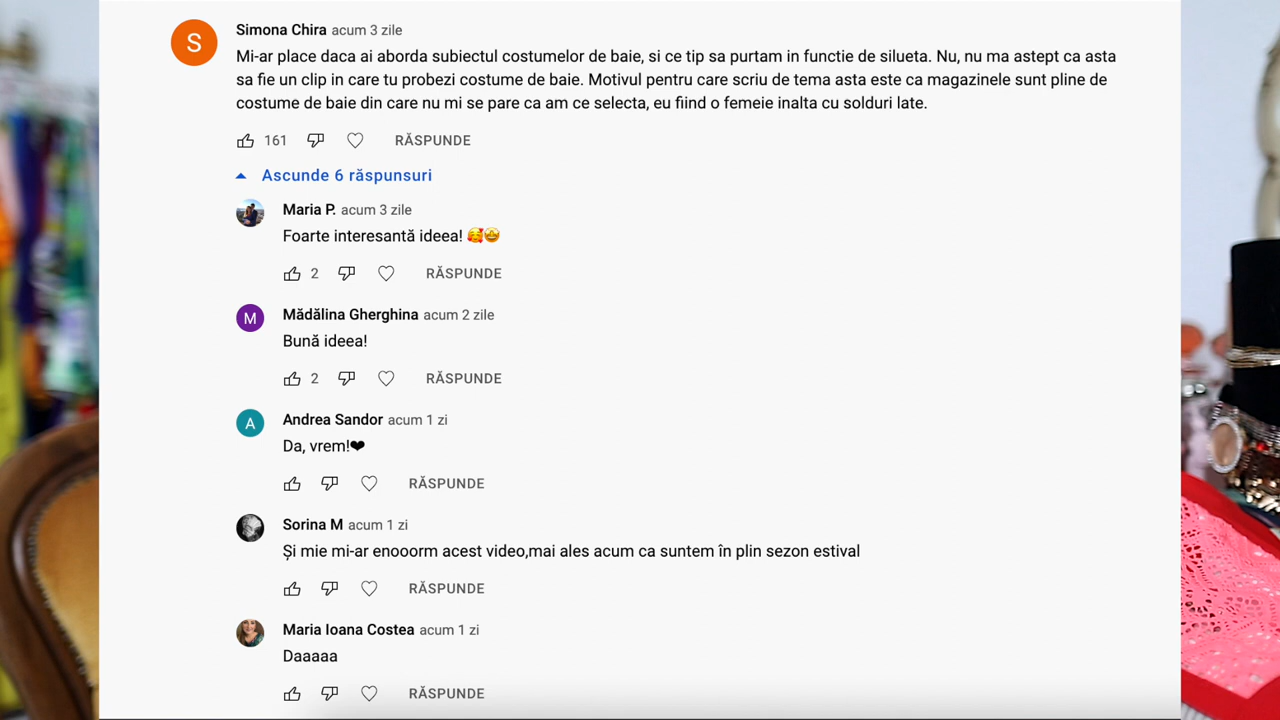 S
Simona Chira acum 3 zile
Mi-ar place daca ai aborda subiectul costumelor de baie, si ce tip sa purtam in functie de silueta. Nu, nu ma astept ca asta
sa fie un clip in care tu probezi costume de baie. Motivul pentru care scriu de tema asta este ca magazinele sunt pline de
costume de baie din care nu mi se pare ca am ce selecta, eu fiind o femeie inalta cu solduri late.
161 RĂSPUNDE
Ascunde 6 răspunsuri
Maria P. acum 3 zile
Foarte interesantă ideea! 🥰🤩
2 RĂSPUNDE
M
Mădălina Gherghina acum 2 zile
Bună ideea!
2 RĂSPUNDE
A
Andrea Sandor acum 1 zi
Da, vrem!❤
RĂSPUNDE
Sorina M acum 1 zi
Și mie mi-ar enooorm acest video,mai ales acum ca suntem în plin sezon estival
RĂSPUNDE
Maria Ioana Costea acum 1 zi
Daaaaa
RĂSPUNDE